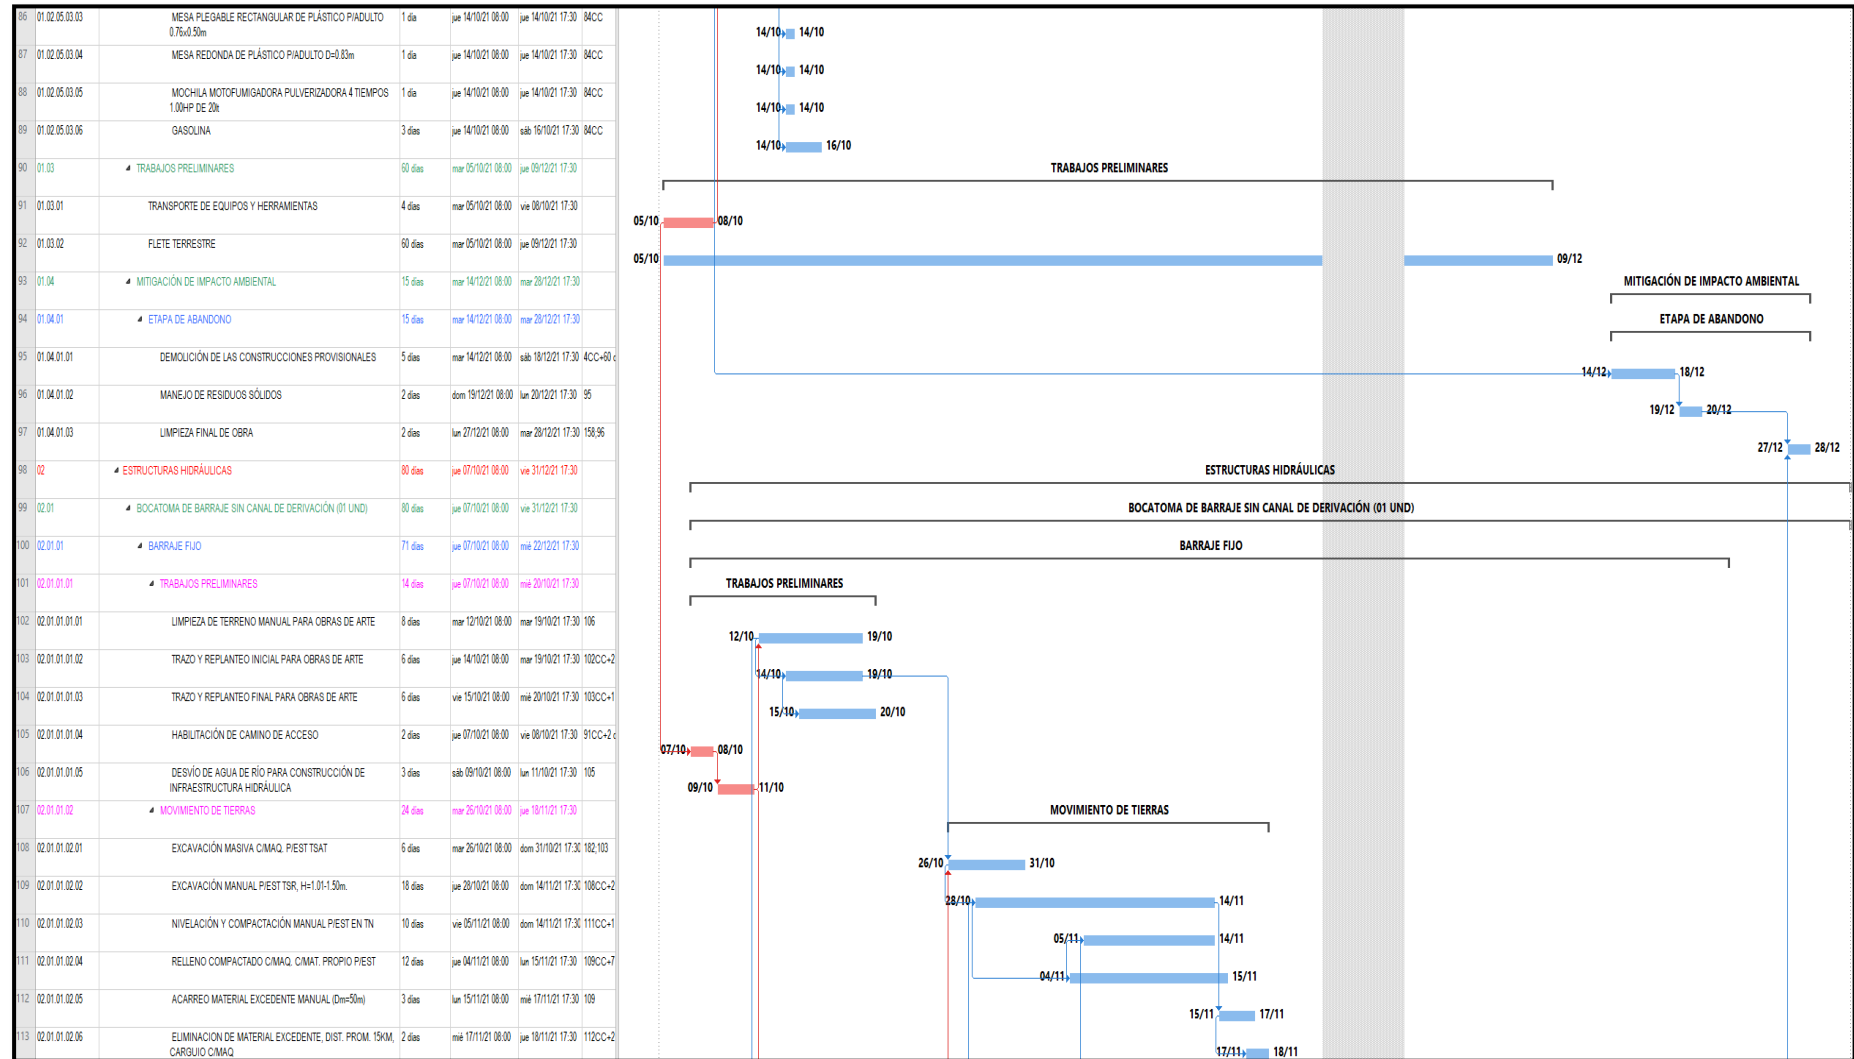 86 01.02.05.03.03 MESA PLEGABLE RECTANGULAR DE PLÁSTICO P/ADULTO 1 día jue 14/10/21 08:00 jue 14/10/21 17:30 84CC
0.76x0.50m
14/10 14/10
87 01.02.05.03.04 MESA REDONDA DE PLÁSTICO P/ADULTO D=0.83m 1 día jue 14/10/21 08:00 jue 14/10/21 17:30 84CC
14/10 14/10
88 01.02.05.03.05 MOCHILA MOTOFUMIGADORA PULVERIZADORA 4 TIEMPOS 1 día jue 14/10/21 08:00 jue 14/10/21 17:30 84CC
1.00HP DE 20lt
14/10 14/10
89 01.02.05.03.06 GASOLINA 3 días jue 14/10/21 08:00 sáb 16/10/21 17:30 84CC
14/10 16/10
90 01.03 TRABAJOS PRELIMINARES 60 días mar 05/10/21 08:00 jue 09/12/21 17:30
TRABAJOS PRELIMINARES
91 01.03.01 TRANSPORTE DE EQUIPOS Y HERRAMIENTAS 4 días mar 05/10/21 08:00 vie 08/10/21 17:30
05/10 08/10
92 01.03.02 FLETE TERRESTRE 60 días mar 05/10/21 08:00 jue 09/12/21 17:30
05/10 09/12
93 01.04 MITIGACIÓN DE IMPACTO AMBIENTAL 15 días mar 14/12/21 08:00 mar 28/12/21 17:30
MITIGACIÓN DE IMPACTO AMBIENTAL
94 01.04.01 ETAPA DE ABANDONO 15 días mar 14/12/21 08:00 mar 28/12/21 17:30
ETAPA DE ABANDONO
95 01.04.01.01 DEMOLICIÓN DE LAS CONSTRUCCIONES PROVISIONALES 5 días mar 14/12/21 08:00 sáb 18/12/21 17:30 4CC+60 d
14/12 18/12
96 01.04.01.02 MANEJO DE RESIDUOS SÓLIDOS 2 días dom 19/12/21 08:00 lun 20/12/21 17:30 95
19/12 20/12
97 01.04.01.03 LIMPIEZA FINAL DE OBRA 2 días lun 27/12/21 08:00 mar 28/12/21 17:30 158,96
27/12 28/12
98 02 ESTRUCTURAS HIDRÁULICAS 80 días jue 07/10/21 08:00 vie 31/12/21 17:30
ESTRUCTURAS HIDRÁULICAS
99 02.01 BOCATOMA DE BARRAJE SIN CANAL DE DERIVACIÓN (01 UND) 80 días jue 07/10/21 08:00 vie 31/12/21 17:30
BOCATOMA DE BARRAJE SIN CANAL DE DERIVACIÓN (01 UND)
100 02.01.01 BARRAJE FIJO 71 días jue 07/10/21 08:00 mié 22/12/21 17:30
BARRAJE FIJO
101 02.01.01.01 TRABAJOS PRELIMINARES 14 días jue 07/10/21 08:00 mié 20/10/21 17:30
TRABAJOS PRELIMINARES
102 02.01.01.01.01 LIMPIEZA DE TERRENO MANUAL PARA OBRAS DE ARTE 8 días mar 12/10/21 08:00 mar 19/10/21 17:30 106
12/10 19/10
103 02.01.01.01.02 TRAZO Y REPLANTEO INICIAL PARA OBRAS DE ARTE 6 días jue 14/10/21 08:00 mar 19/10/21 17:30 102CC+2
14/10 19/10
104 02.01.01.01.03 TRAZO Y REPLANTEO FINAL PARA OBRAS DE ARTE 6 días vie 15/10/21 08:00 mié 20/10/21 17:30 103CC+1
15/10 20/10
105 02.01.01.01.04 HABILITACIÓN DE CAMINO DE ACCESO 2 días jue 07/10/21 08:00 vie 08/10/21 17:30 91CC+2 d
07/10 08/10
106 02.01.01.01.05 DESVÍO DE AGUA DE RÍO PARA CONSTRUCCIÓN DE 3 días sáb 09/10/21 08:00 lun 11/10/21 17:30 105
INFRAESTRUCTURA HIDRÁULICA
09/10 11/10
107 02.01.01.02 MOVIMIENTO DE TIERRAS 24 días mar 26/10/21 08:00 jue 18/11/21 17:30
MOVIMIENTO DE TIERRAS
108 02.01.01.02.01 EXCAVACIÓN MASIVA C/MAQ. P/EST TSAT 6 días mar 26/10/21 08:00 dom 31/10/21 17:30 182,103
26/10 31/10
109 02.01.01.02.02 EXCAVACIÓN MANUAL P/EST TSR, H=1.01-1.50m. 18 días jue 28/10/21 08:00 dom 14/11/21 17:30 108CC+2
28/10 14/11
110 02.01.01.02.03 NIVELACIÓN Y COMPACTACIÓN MANUAL P/EST EN TN 10 días vie 05/11/21 08:00 dom 14/11/21 17:30 111CC+1
05/11 14/11
111 02.01.01.02.04 RELLENO COMPACTADO C/MAQ. C/MAT. PROPIO P/EST 12 días jue 04/11/21 08:00 lun 15/11/21 17:30 109CC+7
04/11 15/11
112 02.01.01.02.05 ACARREO MATERIAL EXCEDENTE MANUAL (Dm=50m) 3 días lun 15/11/21 08:00 mié 17/11/21 17:30 109
15/11 17/11
113 02.01.01.02.06 ELIMINACION DE MATERIAL EXCEDENTE, DIST. PROM. 15KM, 2 días mié 17/11/21 08:00 jue 18/11/21 17:30 112CC+2
CARGUIO C/MAQ
17/11 18/11